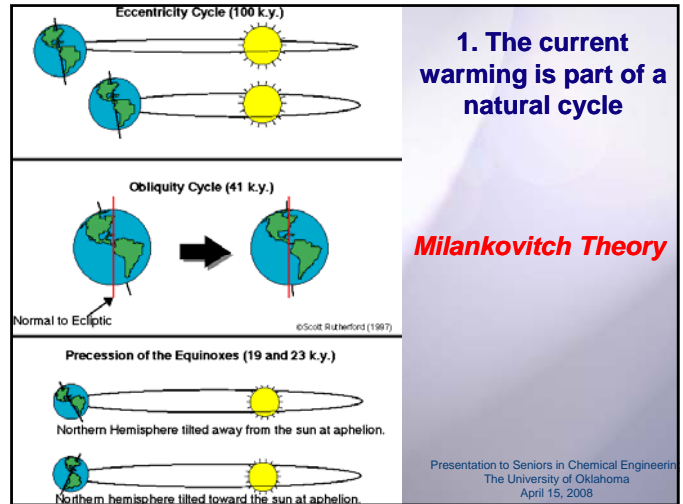 Eccentricity Cycle (100 k.y.)
Obliquity Cycle (41 k.y.)
Normal to Ecliptic
©Scott Rutherford (1997)
Precession of the Equinoxes (19 and 23 k.y.)
Northern Hemisphere tilted away from the sun at aphelion.
Northern hemisphere tilted toward the sun at aphelion.
1. The current
warming is part of a
natural cycle
Milankovitch Theory
Presentation to Seniors in Chemical Engineerin
The University of Oklahoma
April 15, 2008